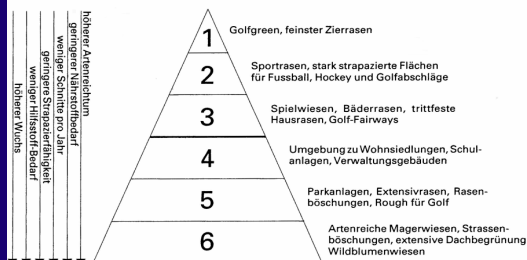 höherer Artenreichtum
geringerer Nährstoffbedarf
weniger Schnitte pro Jahr
geringere Strapazierfähigkeit
weniger Hilfsstoff-Bedarf
höherer Wuchs
1
Golfgreen, feinster Zierrasen
2
Sportrasen, stark strapazierte Flächen
für Fussball, Hockey und Golfabschläge
3
Spielwiesen, Bäderrasen, trittfeste
Hausrasen, Golf-Fairways
4
Umgebung zu Wohnsiedlungen, Schul-
anlagen, Verwaltungsgebäuden
5
Parkanlagen, Extensivrasen, Rasen-
böschungen, Rough für Golf
6
Artenreiche Magerwiesen, Strassen-
böschungen, extensive Dachbegrünung
Wildblumenwiesen